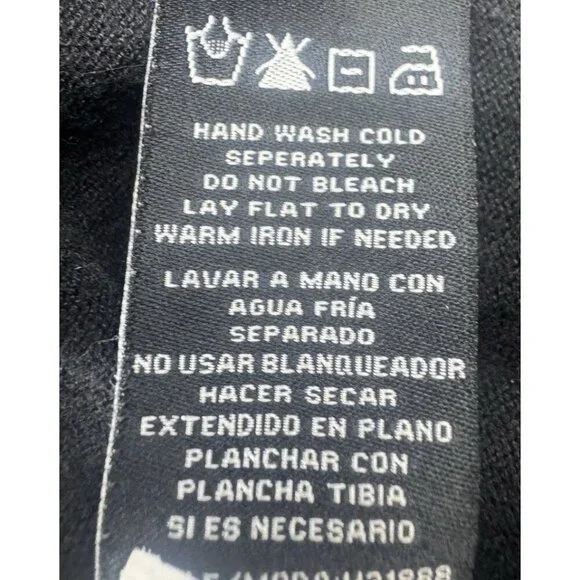 HAND WASH COLD
SEPERATELY
DO NOT BLEACH
LAY FLAT TO DRY
WARM IRON IF NEEDED
LAVAR A MANO CON
AGUA FRÍA
SEPARADO
NO USAR BLANQUEADOR
HACER SECAR
EXTENDIDO EN PLANO
PLANCHAR CON
PLANCHA TIBIA
SI ES NECESARIO